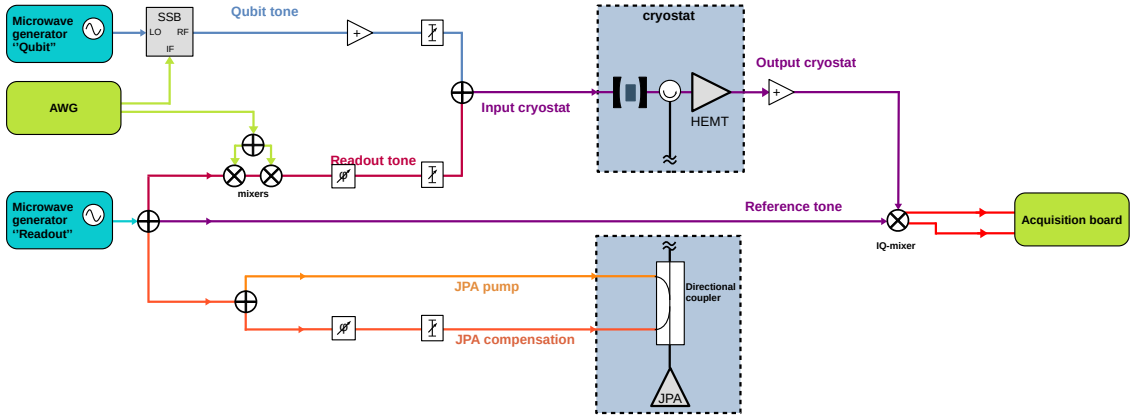 Microwave
generator
‘’Qubit’’
SSB
LO
RF
IF
Qubit tone
+
AWG
Readout tone
φ
mixers
Microwave
generator
‘’Readout’’
cryostat
Input cryostat
HEMT
Output cryostat
+
Reference tone
IQ-mixer
Acquisition board
JPA pump
φ
JPA compensation
Directional
coupler
JPA